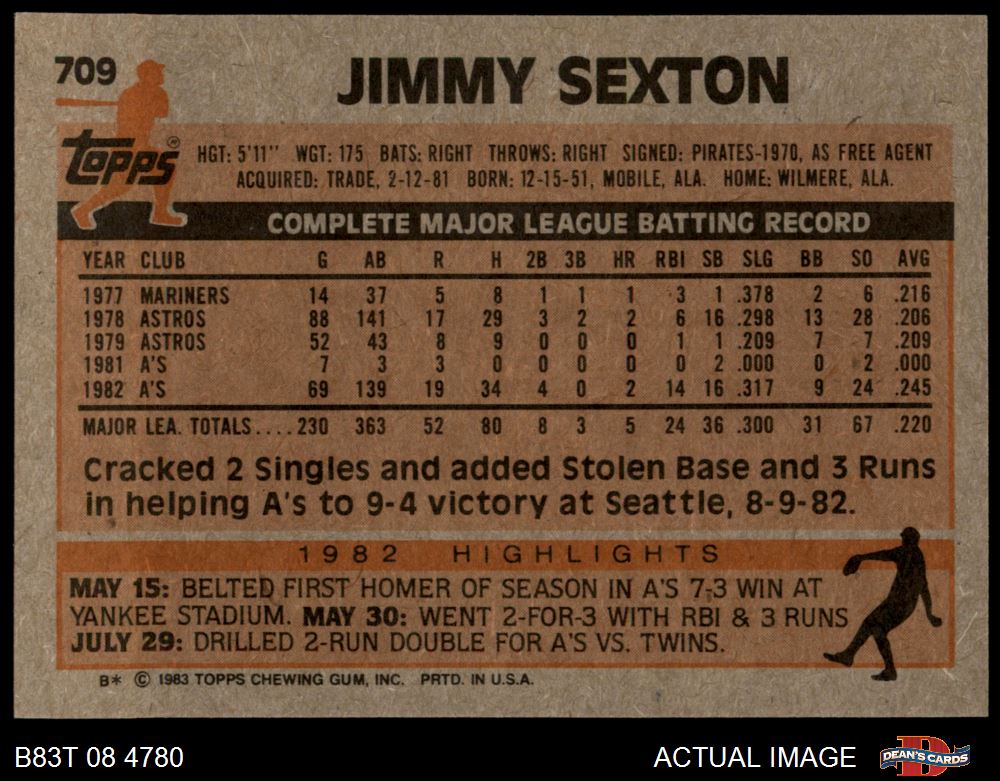 709
JIMMY SEXTON
Topps®
HGT: 5'11" WGT: 175 BATS: RIGHT THROWS: RIGHT SIGNED: PIRATES-1970, AS FREE AGENT
ACQUIRED: TRADE, 2-12-81 BORN: 12-15-51, MOBILE, ALA. HOME: WILMERE, ALA.
COMPLETE MAJOR LEAGUE BATTING RECORD
YEAR CLUB G AB R H 2B 3B HR RBI SB SLG BB SO AVG
1977 MARINERS 14 37 5 8 1 1 1 3 1 .378 2 6 .216
1978 ASTROS 88 141 17 29 3 2 2 6 16 .298 13 28 .206
1979 ASTROS 52 43 8 9 0 0 0 1 1 .209 7 7 .209
1981 A'S 7 3 3 0 0 0 0 0 2 .000 0 2 .000
1982 A'S 69 139 19 34 4 0 2 14 16 .317 9 24 .245
MAJOR LEA. TOTALS....230 363 52 80 8 3 5 24 36 .300 31 67 .220
Cracked 2 Singles and added Stolen Base and 3 Runs
in helping A's to 9-4 victory at Seattle, 8-9-82.
1982 HIGHLIGHTS
MAY 15: BELTED FIRST HOMER OF SEASON IN A'S 7-3 WIN AT
YANKEE STADIUM. MAY 30: WENT 2-FOR-3 WITH RBI & 3 RUNS
JULY 29: DRILLED 2-RUN DOUBLE FOR A'S VS. TWINS.
B* © 1983 TOPPS CHEWING GUM, INC. PRTD. IN U.S.A.
B83T 08 4780
ACTUAL IMAGE
DEAN'S CARDS